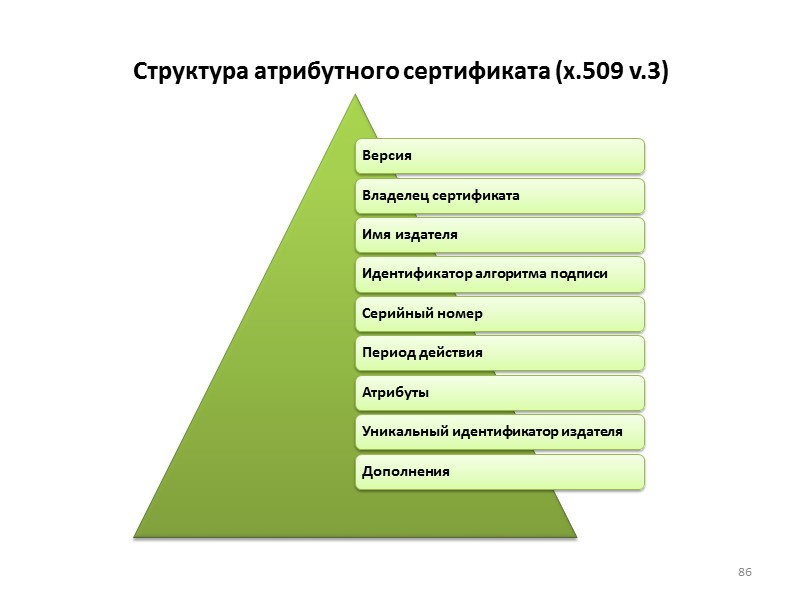 Структура атрибутного сертификата (x.509 v.3)
Версия
Владелец сертификата
Имя издателя
Идентификатор алгоритма подписи
Серийный номер
Период действия
Атрибуты
Уникальный идентификатор издателя
Дополнения
86